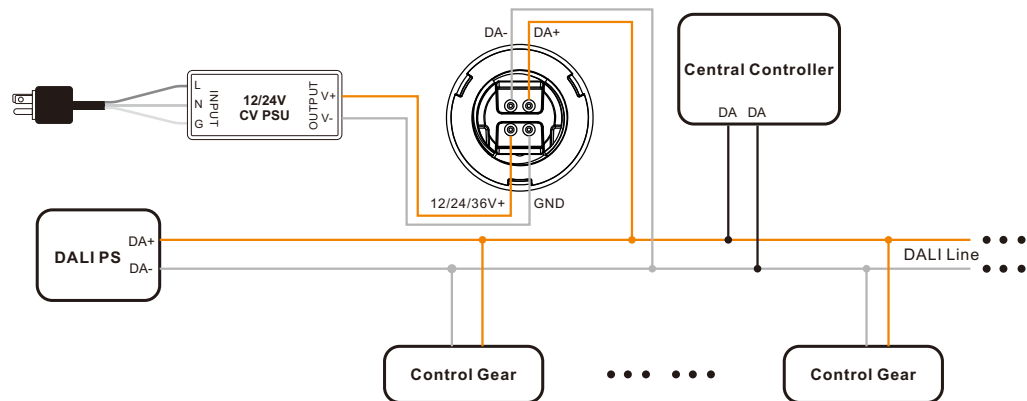 DA- DA+
L
N
G
INPUT
12/24V
CV PSU
OUTPUT
V+
V-
Central Controller
DA DA
12/24/36V+ GND
DALI PS
DA+
DA-
DALI Line
Control Gear
Control Gear